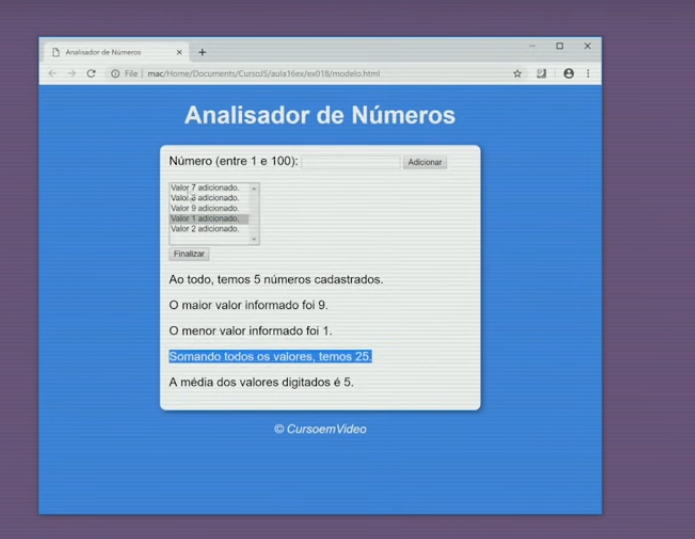 Analisador de Números
File | mac/Home/Documents/CursoJS/aula16ex/ex018/modelo.html
Analisador de Números
Número (entre 1 e 100): Adicionar
Valor 7 adicionado.
Valor adicionado.
Valor 9 adicionado.
Valor 1 adicionado.
Valor 2 adicionado.
Finalizar
Ao todo, temos 5 números cadastrados.
O maior valor informado foi 9.
O menor valor informado foi 1.
Somando todos os valores, temos 25.
A média dos valores digitados é 5.
© CursoemVideo